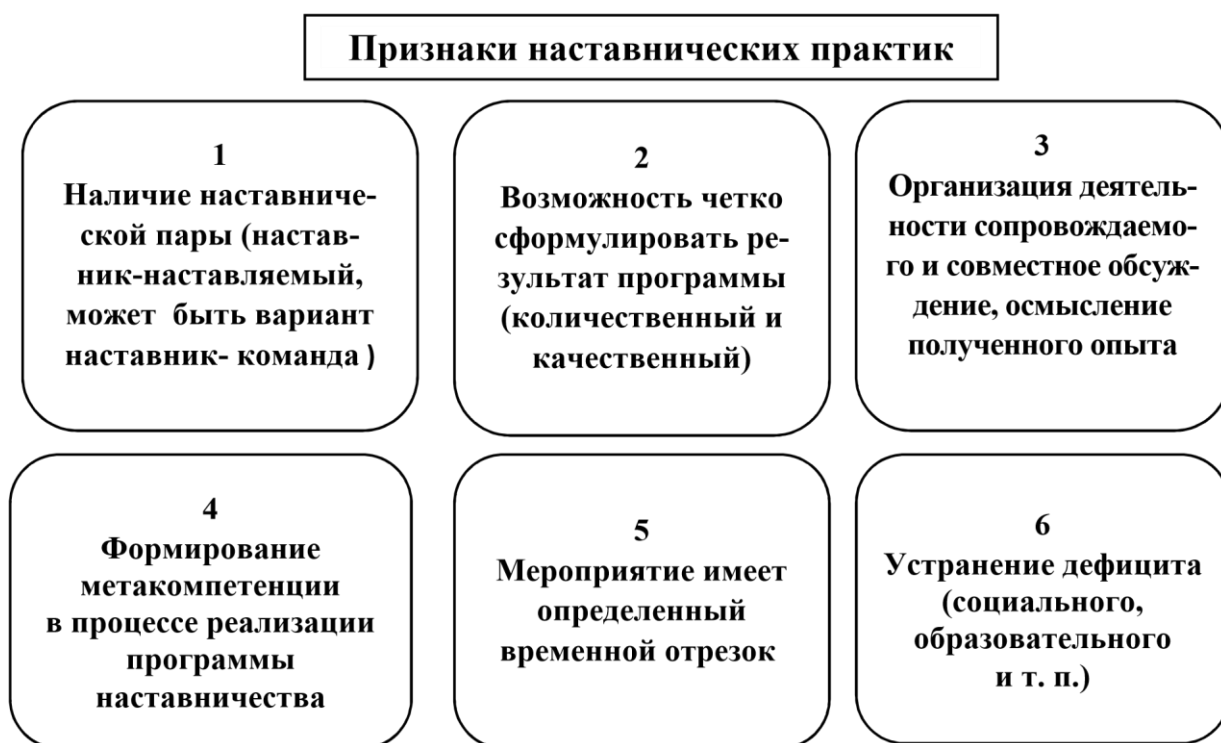 Признаки наставнических практик
1
Наличие наставниче-
ской пары (настав-
ник-наставляемый,
может быть вариант
наставник- команда )
2
Возможность четко
сформулировать ре-
зультат программы
(количественный и
качественный)
3
Организация деятель-
ности сопровождаемо-
го и совместное обсуж-
дение, осмысление
полученного опыта
4
Формирование
метакомпетенции
в процессе реализации
программы
наставничества
5
Мероприятие имеет
определенный
временной отрезок
6
Устранение дефицита
(социального,
образовательного
и т. п.)